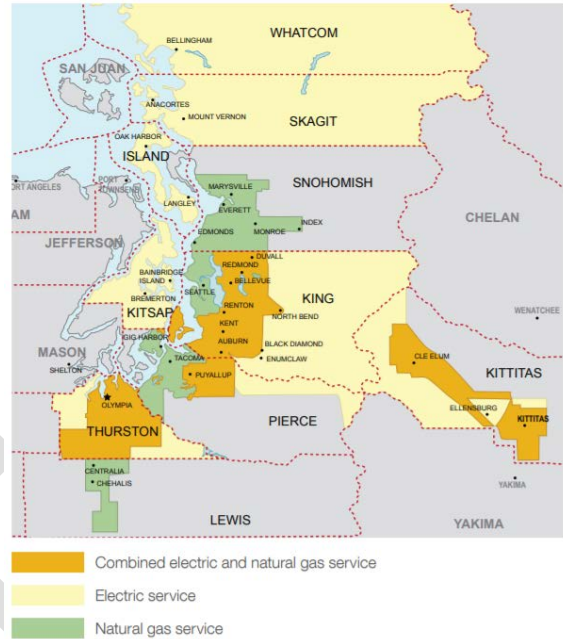 WHATCOM
BELLINGHAM
SAN JUAN
ANACORTES
MOUNT VERNON
SKAGIT
OAK HARBOR
ISLAND
SNOHOMISH
MARYSVILLE
ORT ANGELES
PORT
TOWNSEND
LANGLEY
EVERETT
CHELAN
AM
INDEX
MONROE
EDMONDS
JEFFERSON
DUVALL
REDMOND
BAINBRIDGE
ISLAND
BELLEVUE
SEATTLE
BREMERTON
KING
RENTON
KITSAP
NORTH BEND
WENATCHEE
KENT
GIG HARBOR
AUBURN
BLACK DIAMOND
MASON
TACOMA
ENUMCLAW
CLE ELUM
SHELTON
PUYALLUP
KITTITAS
OLYMPIA
ELLENSBURG
PIERCE
KITTITAS
THURSTON
CENTRALIA
CHEHALIS
YAKIMA
LEWIS
YAKIMA
Combined electric and natural gas service
Electric service
Natural gas service